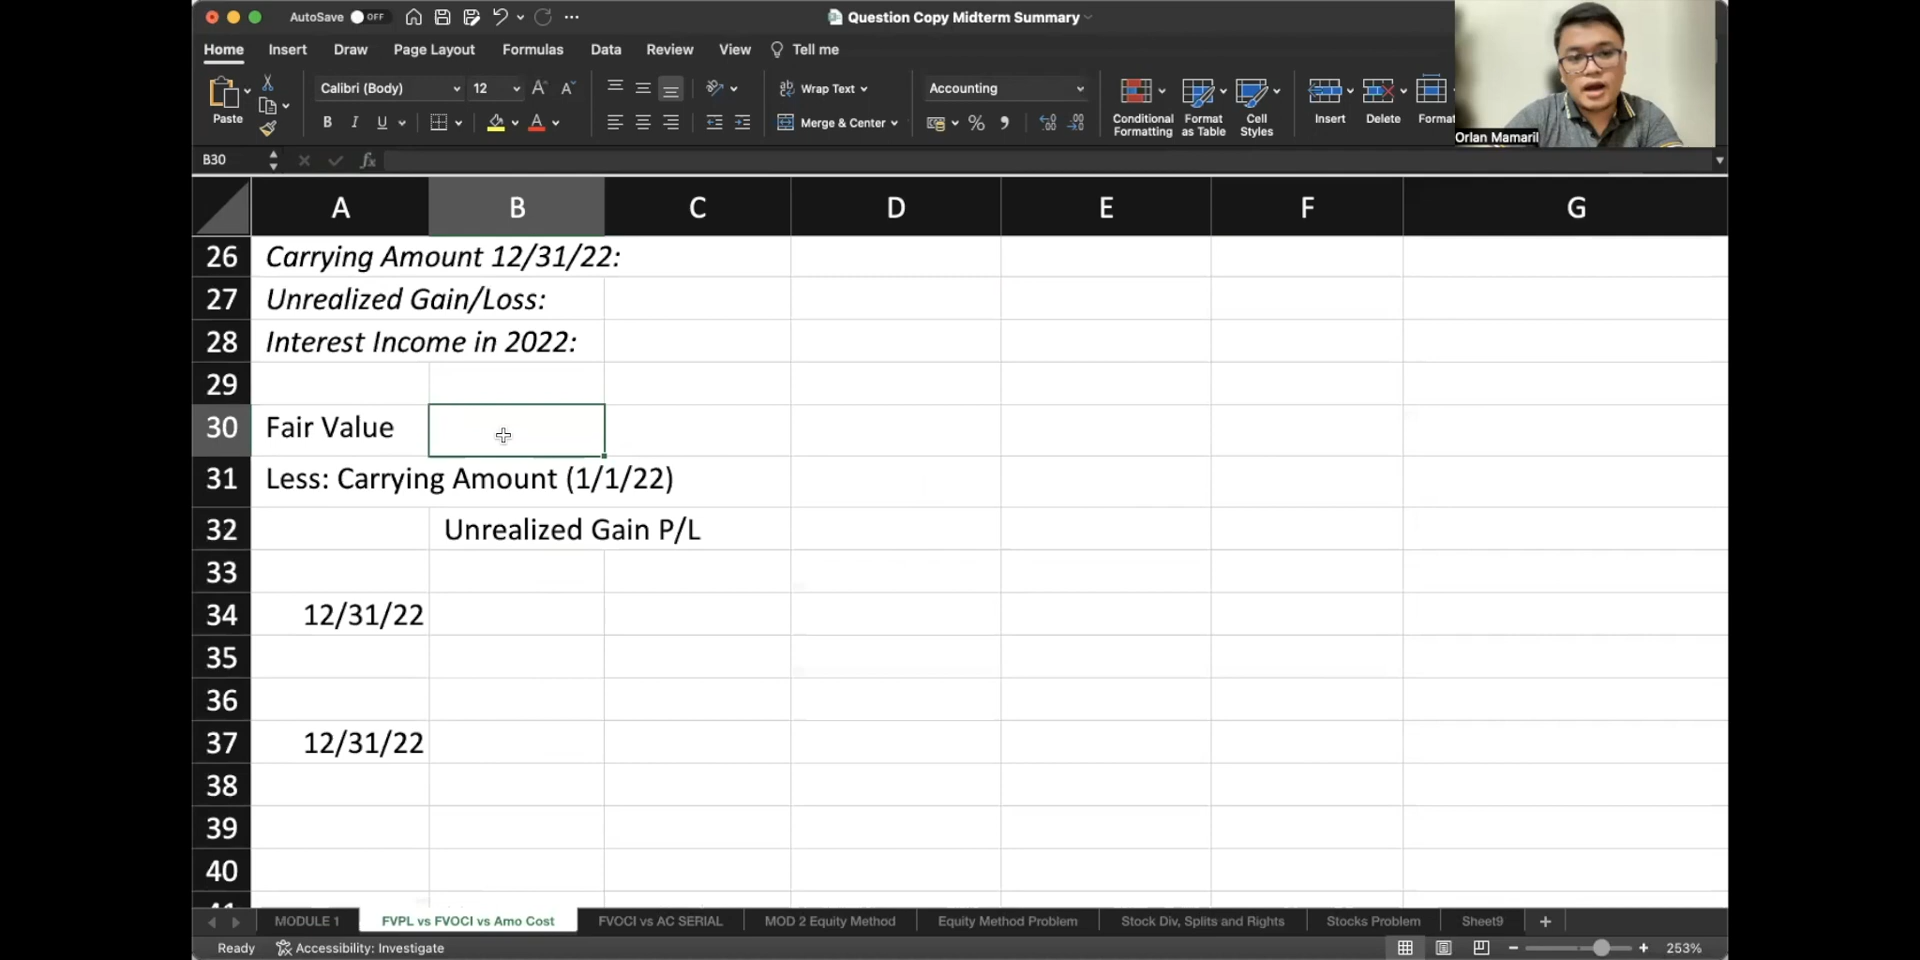 AutoSave OFF
Question Copy Midterm Summary
Home Insert Draw Page Layout Formulas Data Review View Tell me
Paste
Calibri (Body) 12
B I U
Wrap Text
Merge & Center
Accounting
Conditional Formatting
Format as Table
Cell Styles
Insert
Delete
Format
Orlan Mamaril
B30
fx
A B C D E F G
26 Carrying Amount 12/31/22:
27 Unrealized Gain/Loss:
28 Interest Income in 2022:
29
30 Fair Value
31 Less: Carrying Amount (1/1/22)
32 Unrealized Gain P/L
33
34 12/31/22
35
36
37 12/31/22
38
39
40
MODULE 1 FVPL vs FVOCI vs Amo Cost FVOCI vs AC SERIAL MOD 2 Equity Method Equity Method Problem Stock Div, Splits and Rights Stocks Problem Sheet9
Ready Accessibility: Investigate 253%